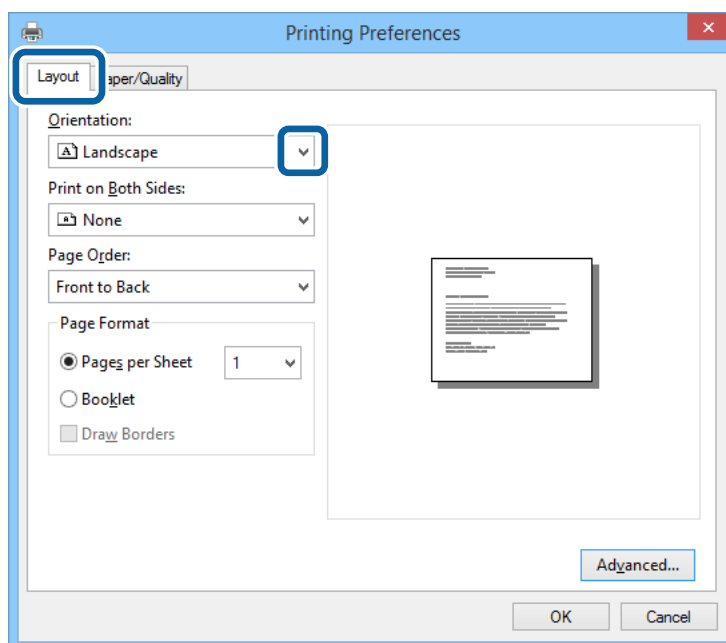 Printing Preferences
Layout
aper/Quality
Orientation:
Landscape
Print on Both Sides:
None
Page Order:
Front to Back
Page Format
Pages per Sheet 1
Booklet
Draw Borders
Advanced...
OK Cancel